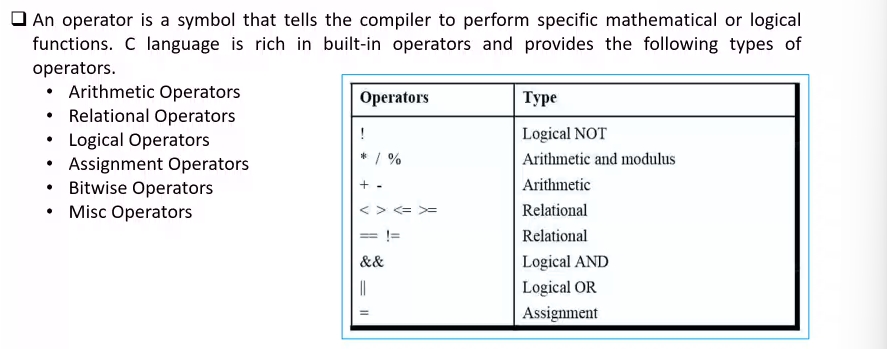 ❑ An operator is a symbol that tells the compiler to perform specific mathematical or logical
functions. C language is rich in built-in operators and provides the following types of
operators.
• Arithmetic Operators
• Relational Operators
• Logical Operators
• Assignment Operators
• Bitwise Operators
• Misc Operators
Operators Type
! Logical NOT
* / % Arithmetic and modulus
+ - Arithmetic
< > <= >= Relational
== != Relational
&& Logical AND
|| Logical OR
= Assignment